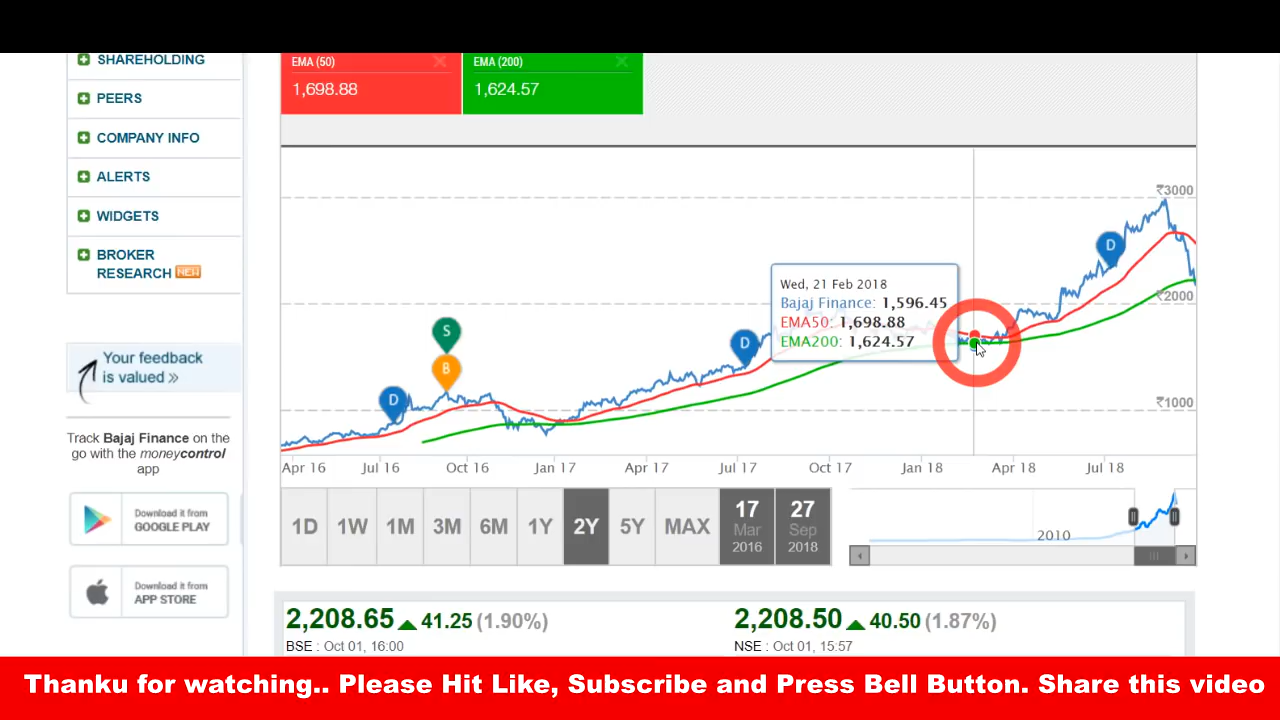 SHAREHOLDING
PEERS
COMPANY INFO
ALERTS
WIDGETS
BROKER
RESEARCH NEW
Your feedback
is valued »
Track Bajaj Finance on the
go with the moneycontrol
app
Download it from
GOOGLE PLAY
Download it from
APP STORE
EMA (50)
1,698.88
EMA (200)
1,624.57
₹3000
₹2000
₹1000
D
S
B
D
D
Wed, 21 Feb 2018
Bajaj Finance: 1,596.45
EMA50: 1,698.88
EMA200: 1,624.57
Apr 16 Jul 16 Oct 16 Jan 17 Apr 17 Jul 17 Oct 17 Jan 18 Apr 18 Jul 18
1D 1W 1M 3M 6M 1Y 2Y 5Y MAX
17
Mar
2016
27
Sep
2018
2010
2,208.65 41.25 (1.90%)
BSE : Oct 01, 16:00
2,208.50 40.50 (1.87%)
NSE : Oct 01, 15:57
Thanku for watching.. Please Hit Like, Subscribe and Press Bell Button. Share this video